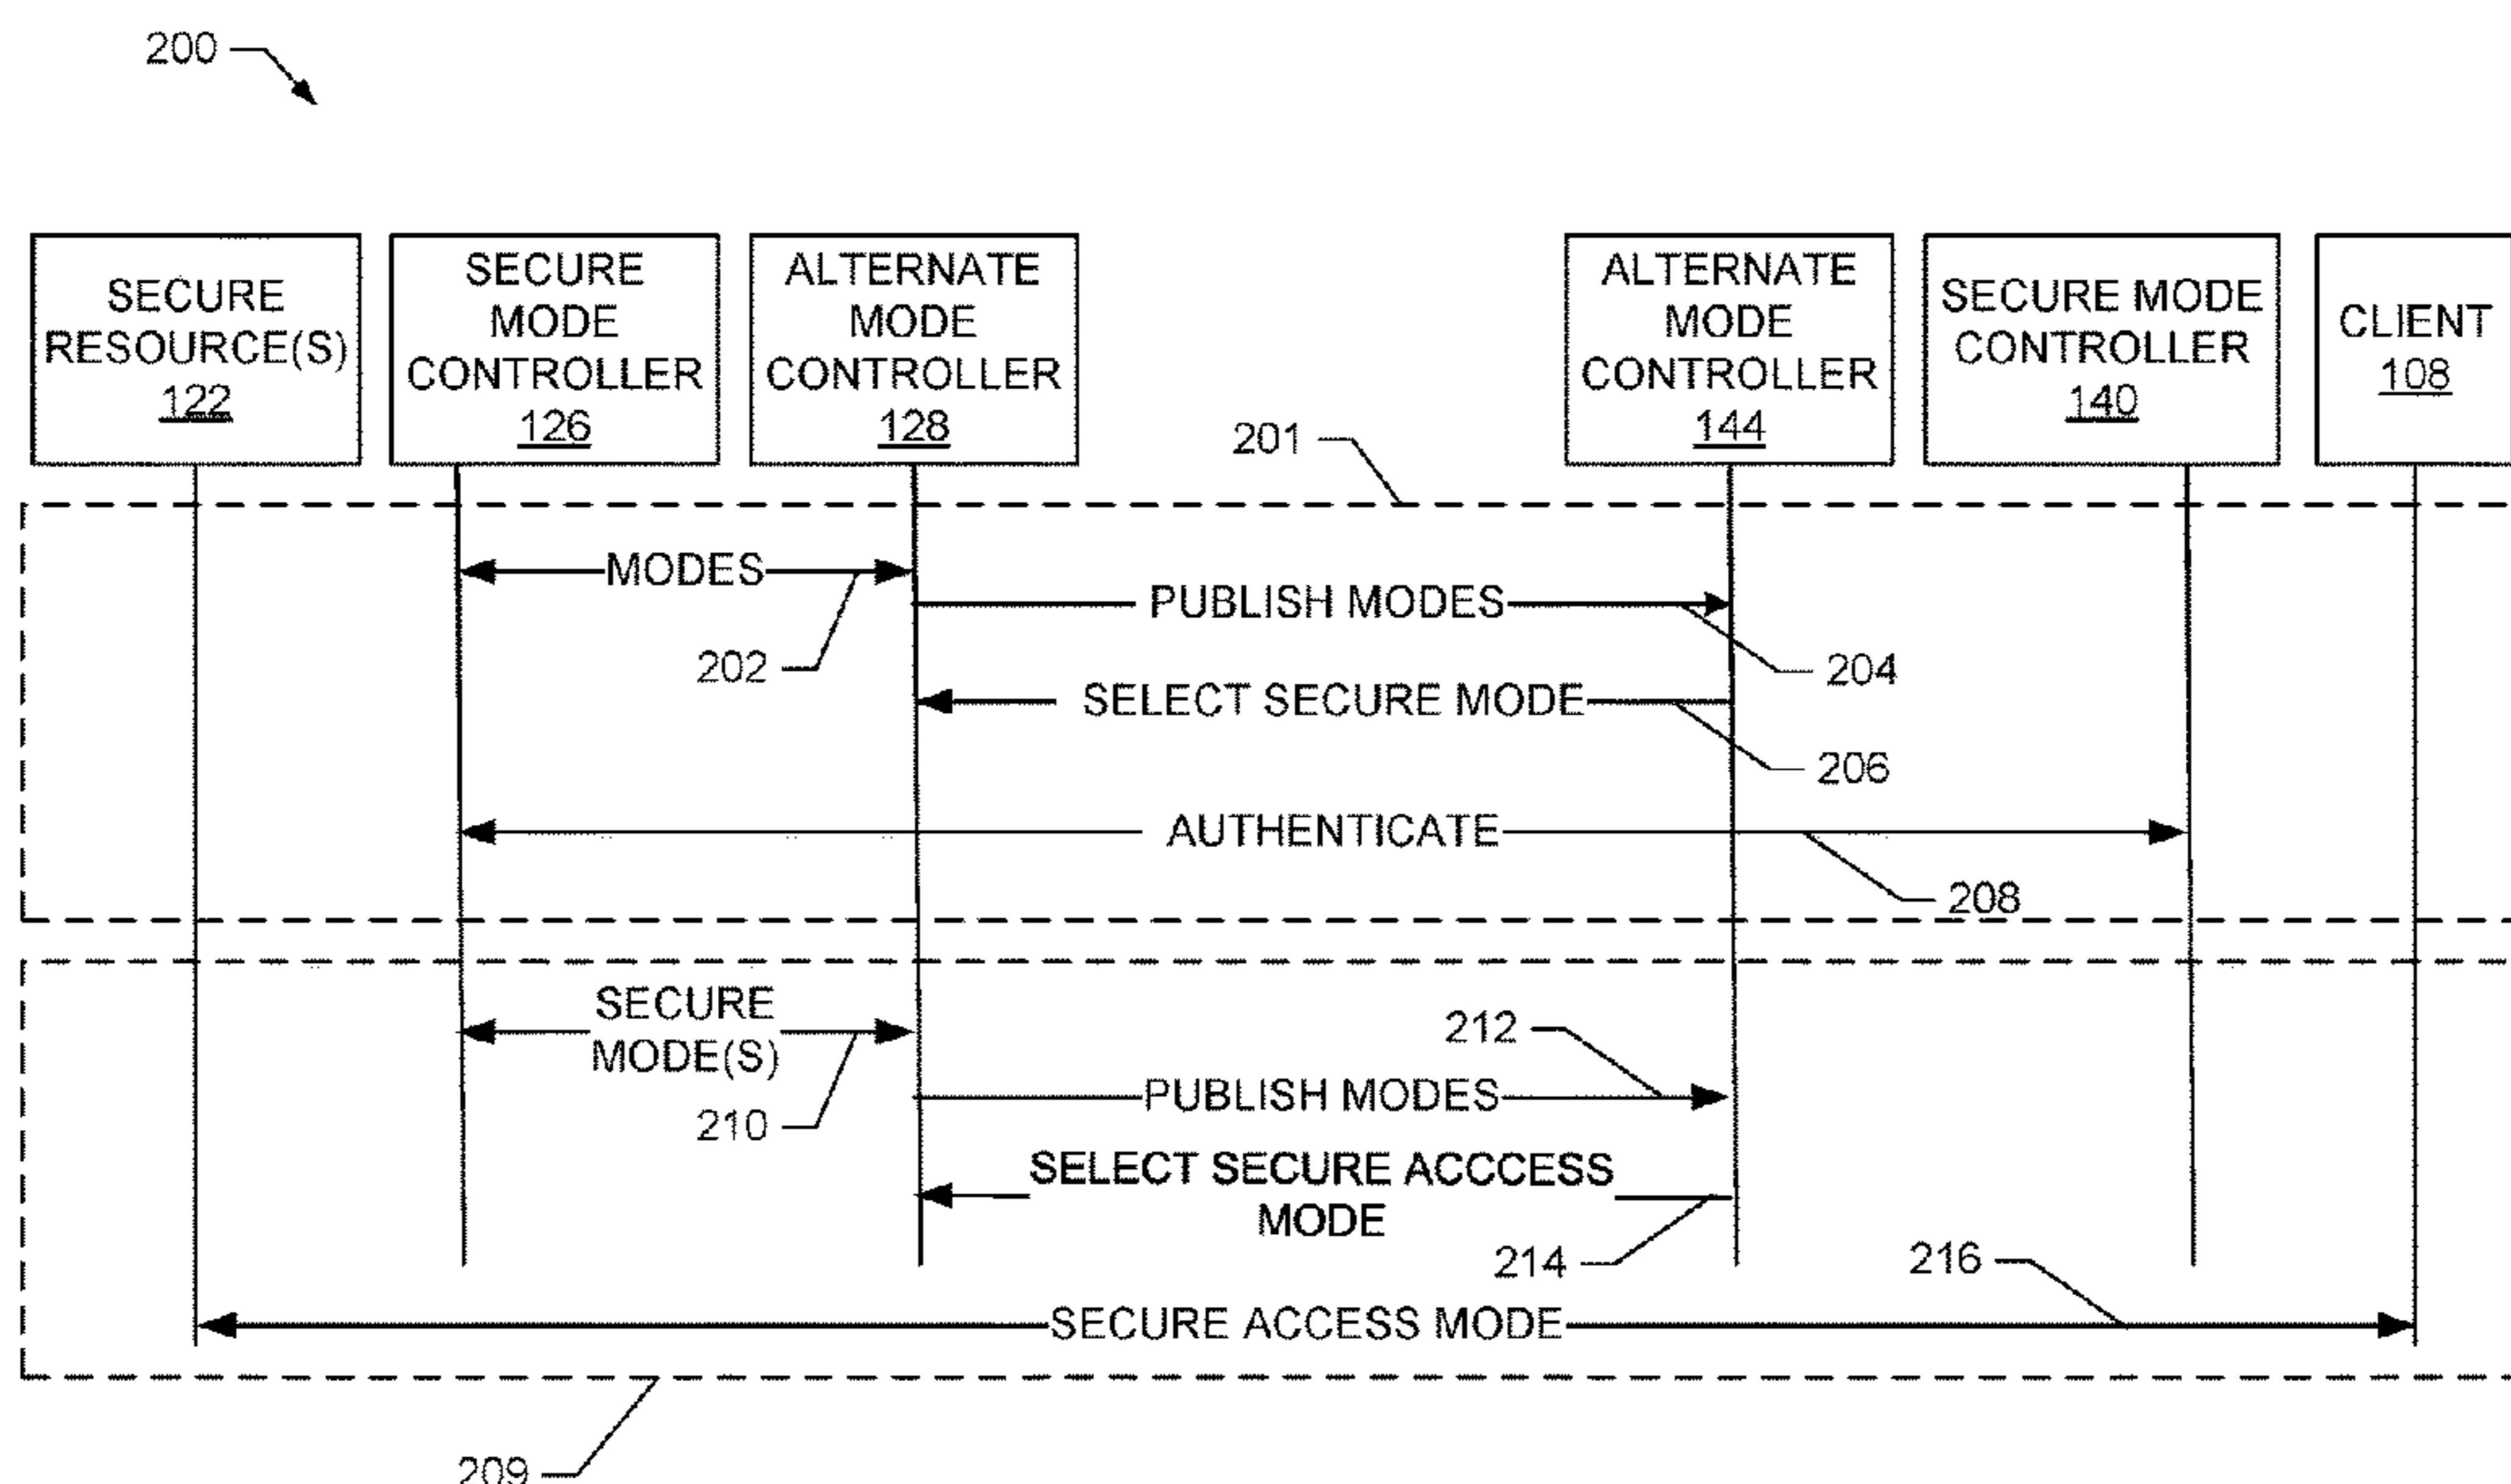 200
SECURE
RESOURCE(S)
122
SECURE
MODE
CONTROLLER
126
ALTERNATE
MODE
CONTROLLER
128
ALTERNATE
MODE
CONTROLLER
144
SECURE MODE
CONTROLLER
140
CLIENT
108
201
MODES
202
PUBLISH MODES
204
SELECT SECURE MODE
206
AUTHENTICATE
208
SECURE
MODE(S)
210
212
PUBLISH MODES
SELECT SECURE ACCCESS
MODE
214
216
SECURE ACCESS MODE
209